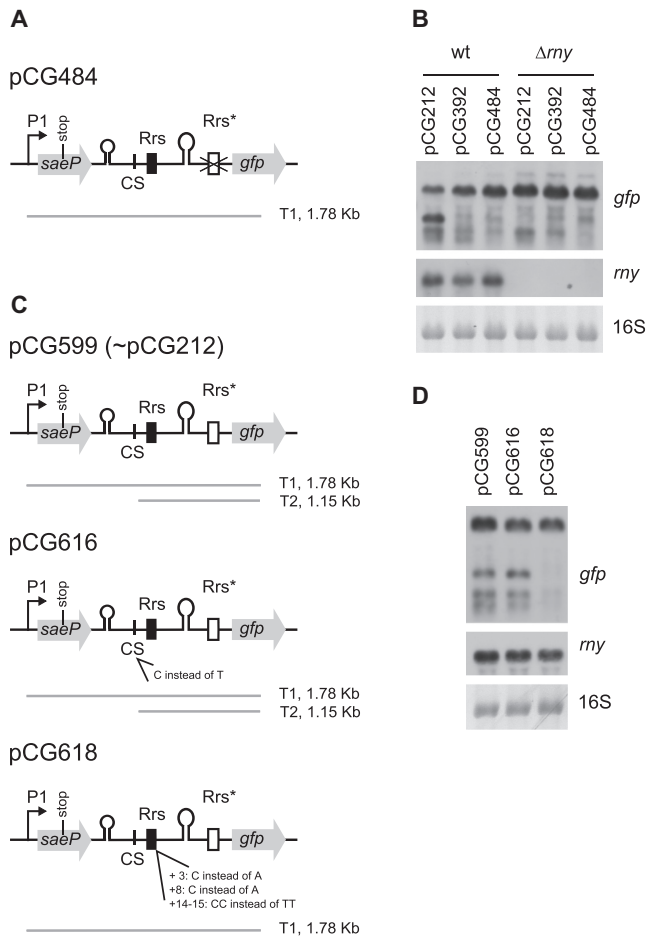 A
pCG484
P1
stop
Rrs
Rrs*
saeP
gfp
CS
T1, 1.78 Kb
B
wt
Δrny
pCG212
pCG392
pCG484
pCG212
pCG392
pCG484
gfp
rny
16S
C
pCG599 (~pCG212)
P1
stop
Rrs
Rrs*
saeP
gfp
CS
T1, 1.78 Kb
T2, 1.15 Kb
pCG616
P1
stop
Rrs
Rrs*
saeP
gfp
CS
C instead of T
T1, 1.78 Kb
T2, 1.15 Kb
pCG618
P1
stop
Rrs
Rrs*
saeP
gfp
CS
+ 3: C instead of A
+8: C instead of A
+14-15: CC instead of TT
T1, 1.78 Kb
D
pCG599
pCG616
pCG618
gfp
rny
16S